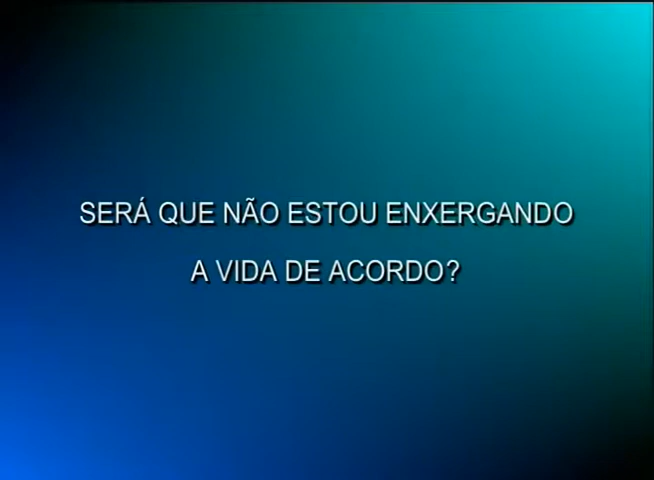 SERÁ QUE NÃO ESTOU ENXERGANDO
A VIDA DE ACORDO?